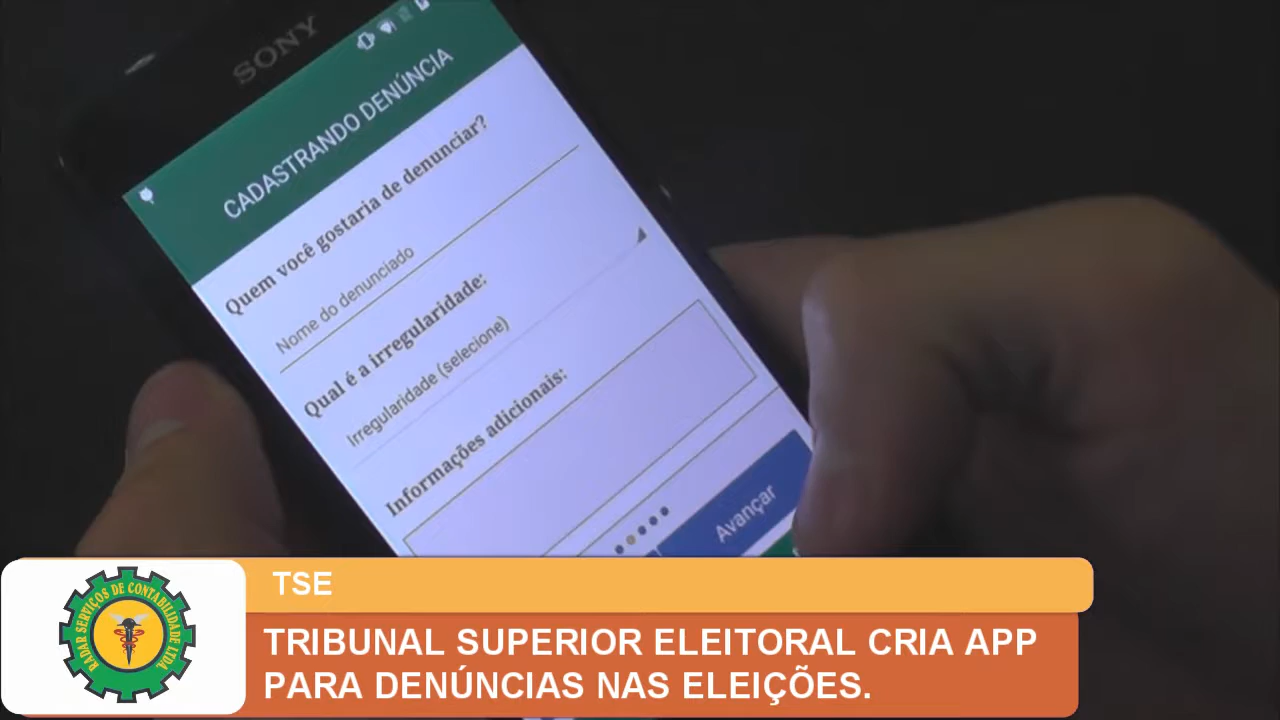 SONY
CADASTRANDO DENÚNCIA
Quem você gostaria de denunciar?
Nome do denunciado
Qual é a irregularidade:
Irregularidade (selecione)
Informações adicionais:
Avançar
TSE
TRIBUNAL SUPERIOR ELEITORAL CRIA APP
PARA DENÚNCIAS NAS ELEIÇÕES.
RADAR SERVIÇOS DE CONTABILIDADE LTDA.